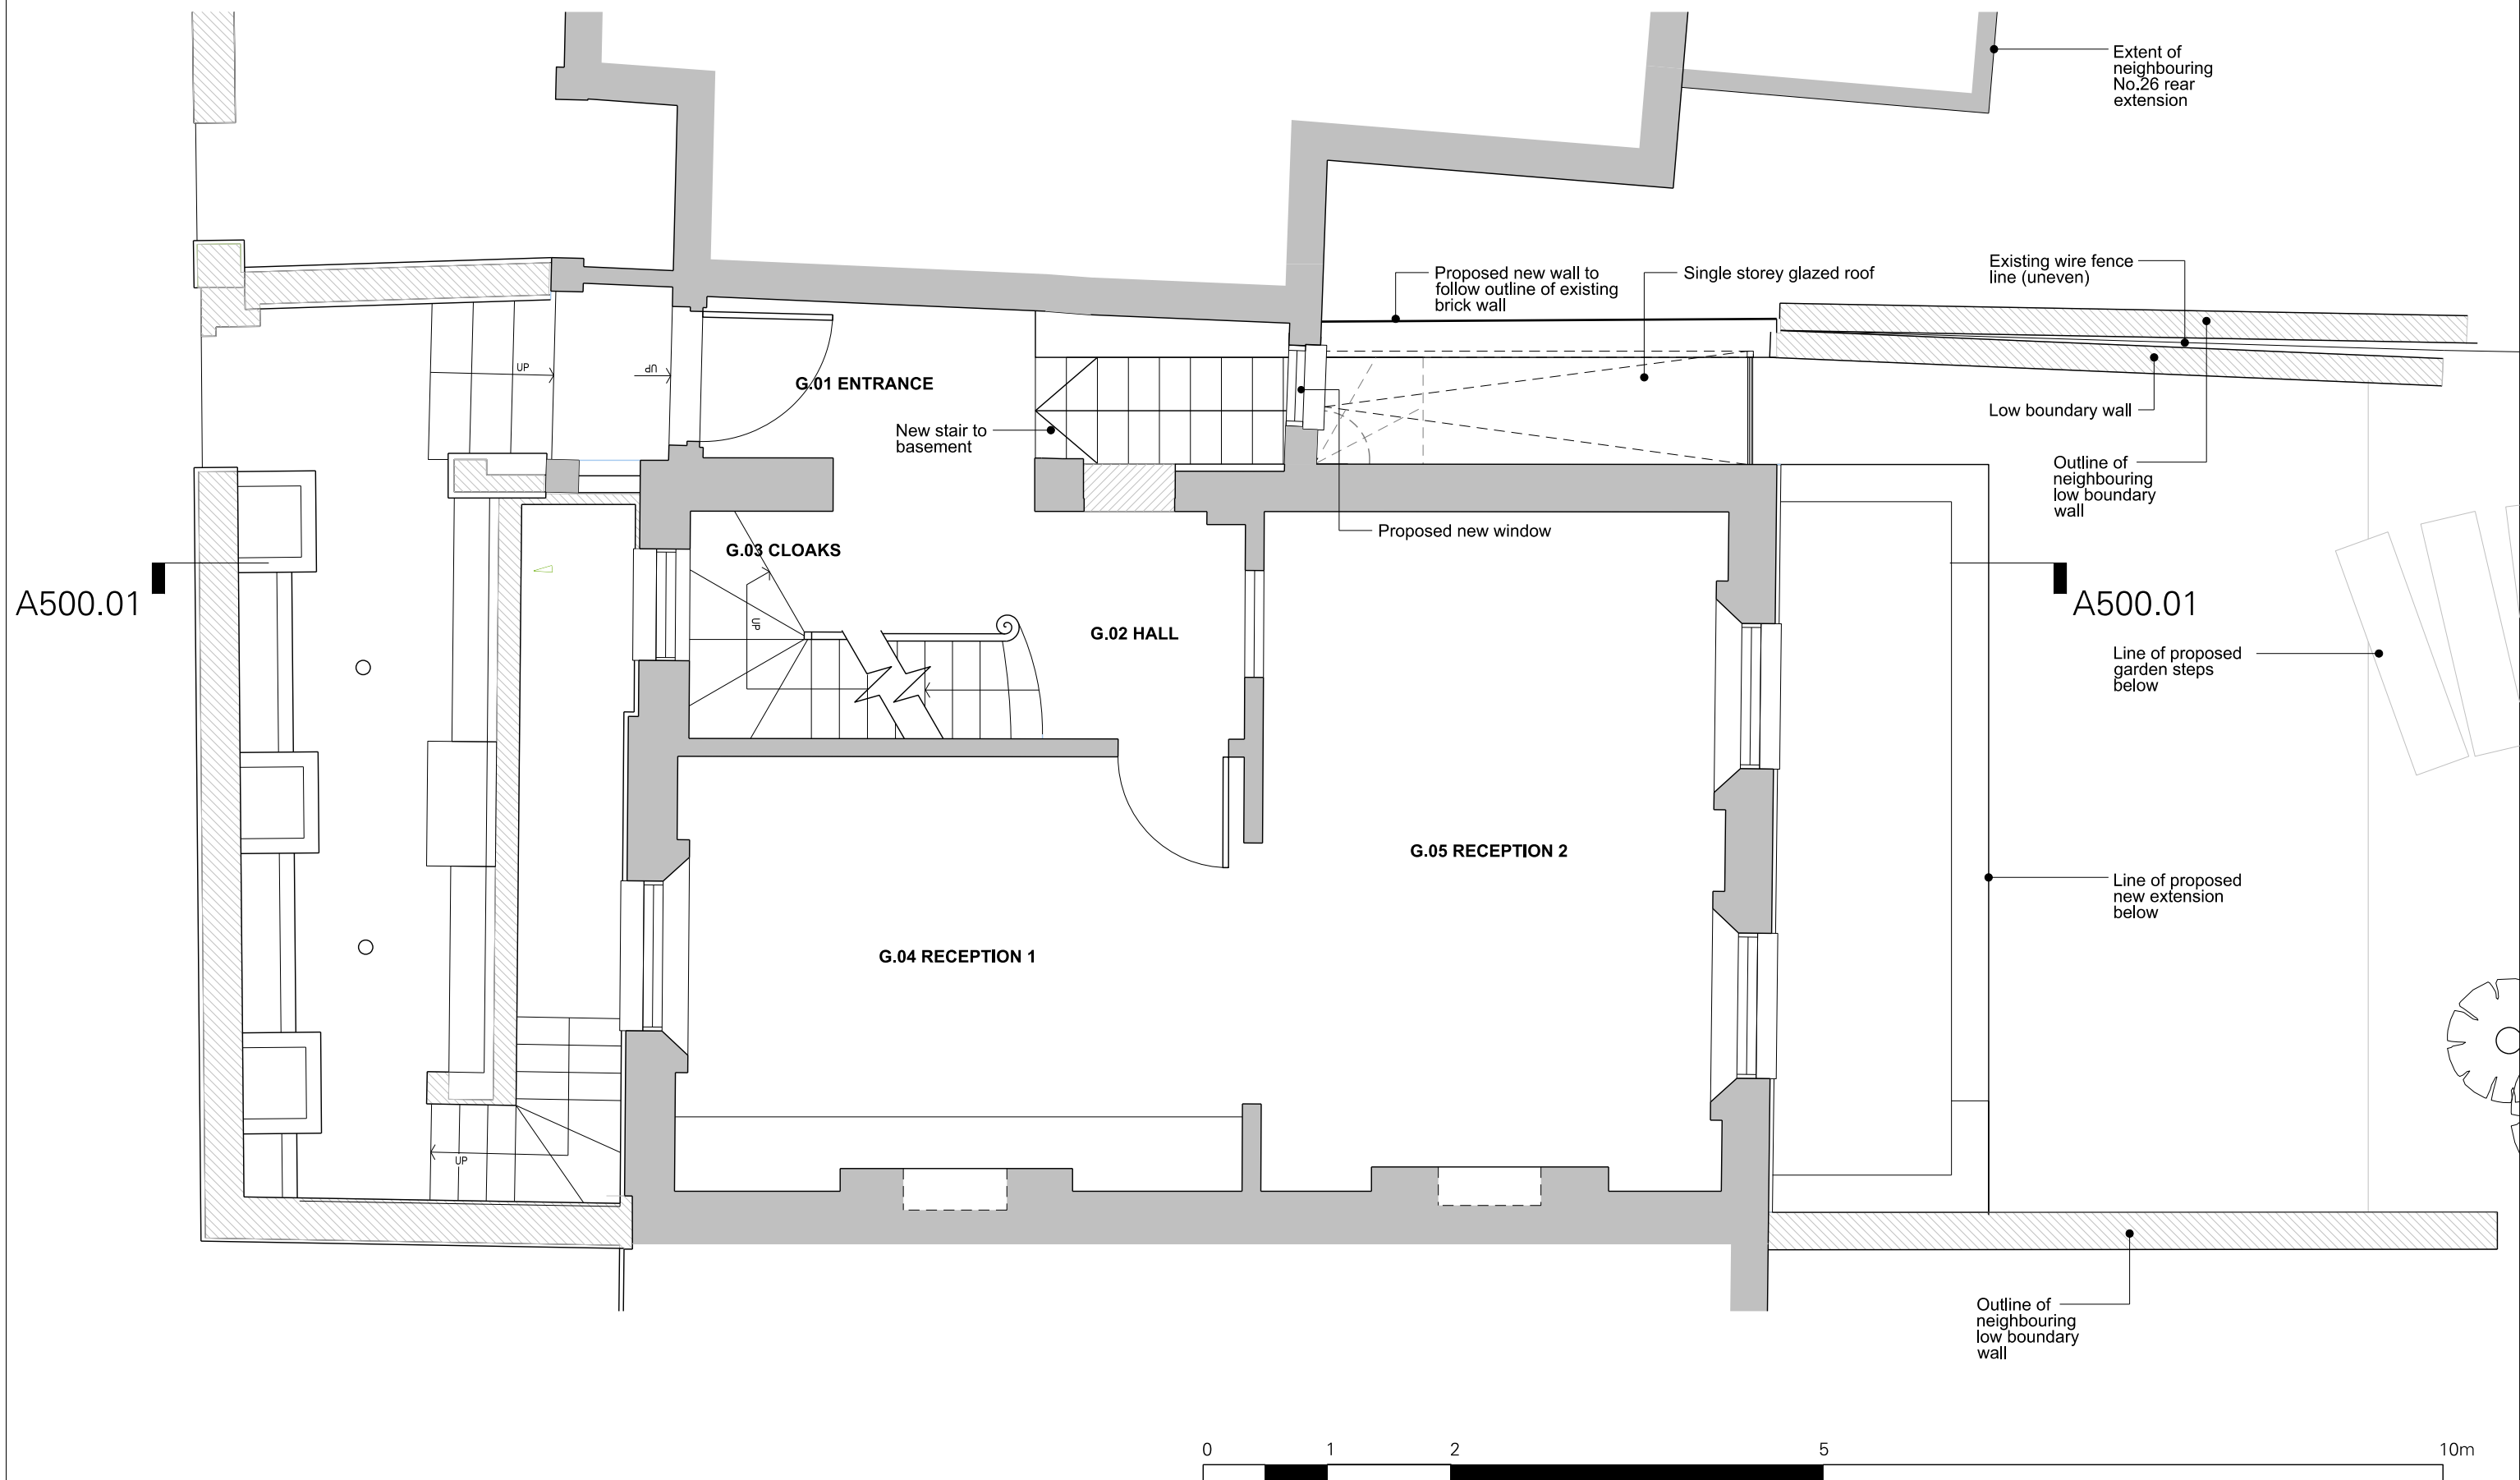 Extent of
neighbouring
No.26 rear
extension
Proposed new wall to
follow outline of existing
brick wall
Single storey glazed roof
Existing wire fence
line (uneven)
UP
UP
G.01 ENTRANCE
New stair to
basement
Low boundary wall
Outline of
neighbouring
low boundary
wall
Proposed new window
G.03 CLOAKS
A500.01
A500.01
UP
G.02 HALL
Line of proposed
garden steps
below
G.05 RECEPTION 2
Line of proposed
new extension
below
G.04 RECEPTION 1
UP
Outline of
neighbouring
low boundary
wall
0 1 2 5 10m